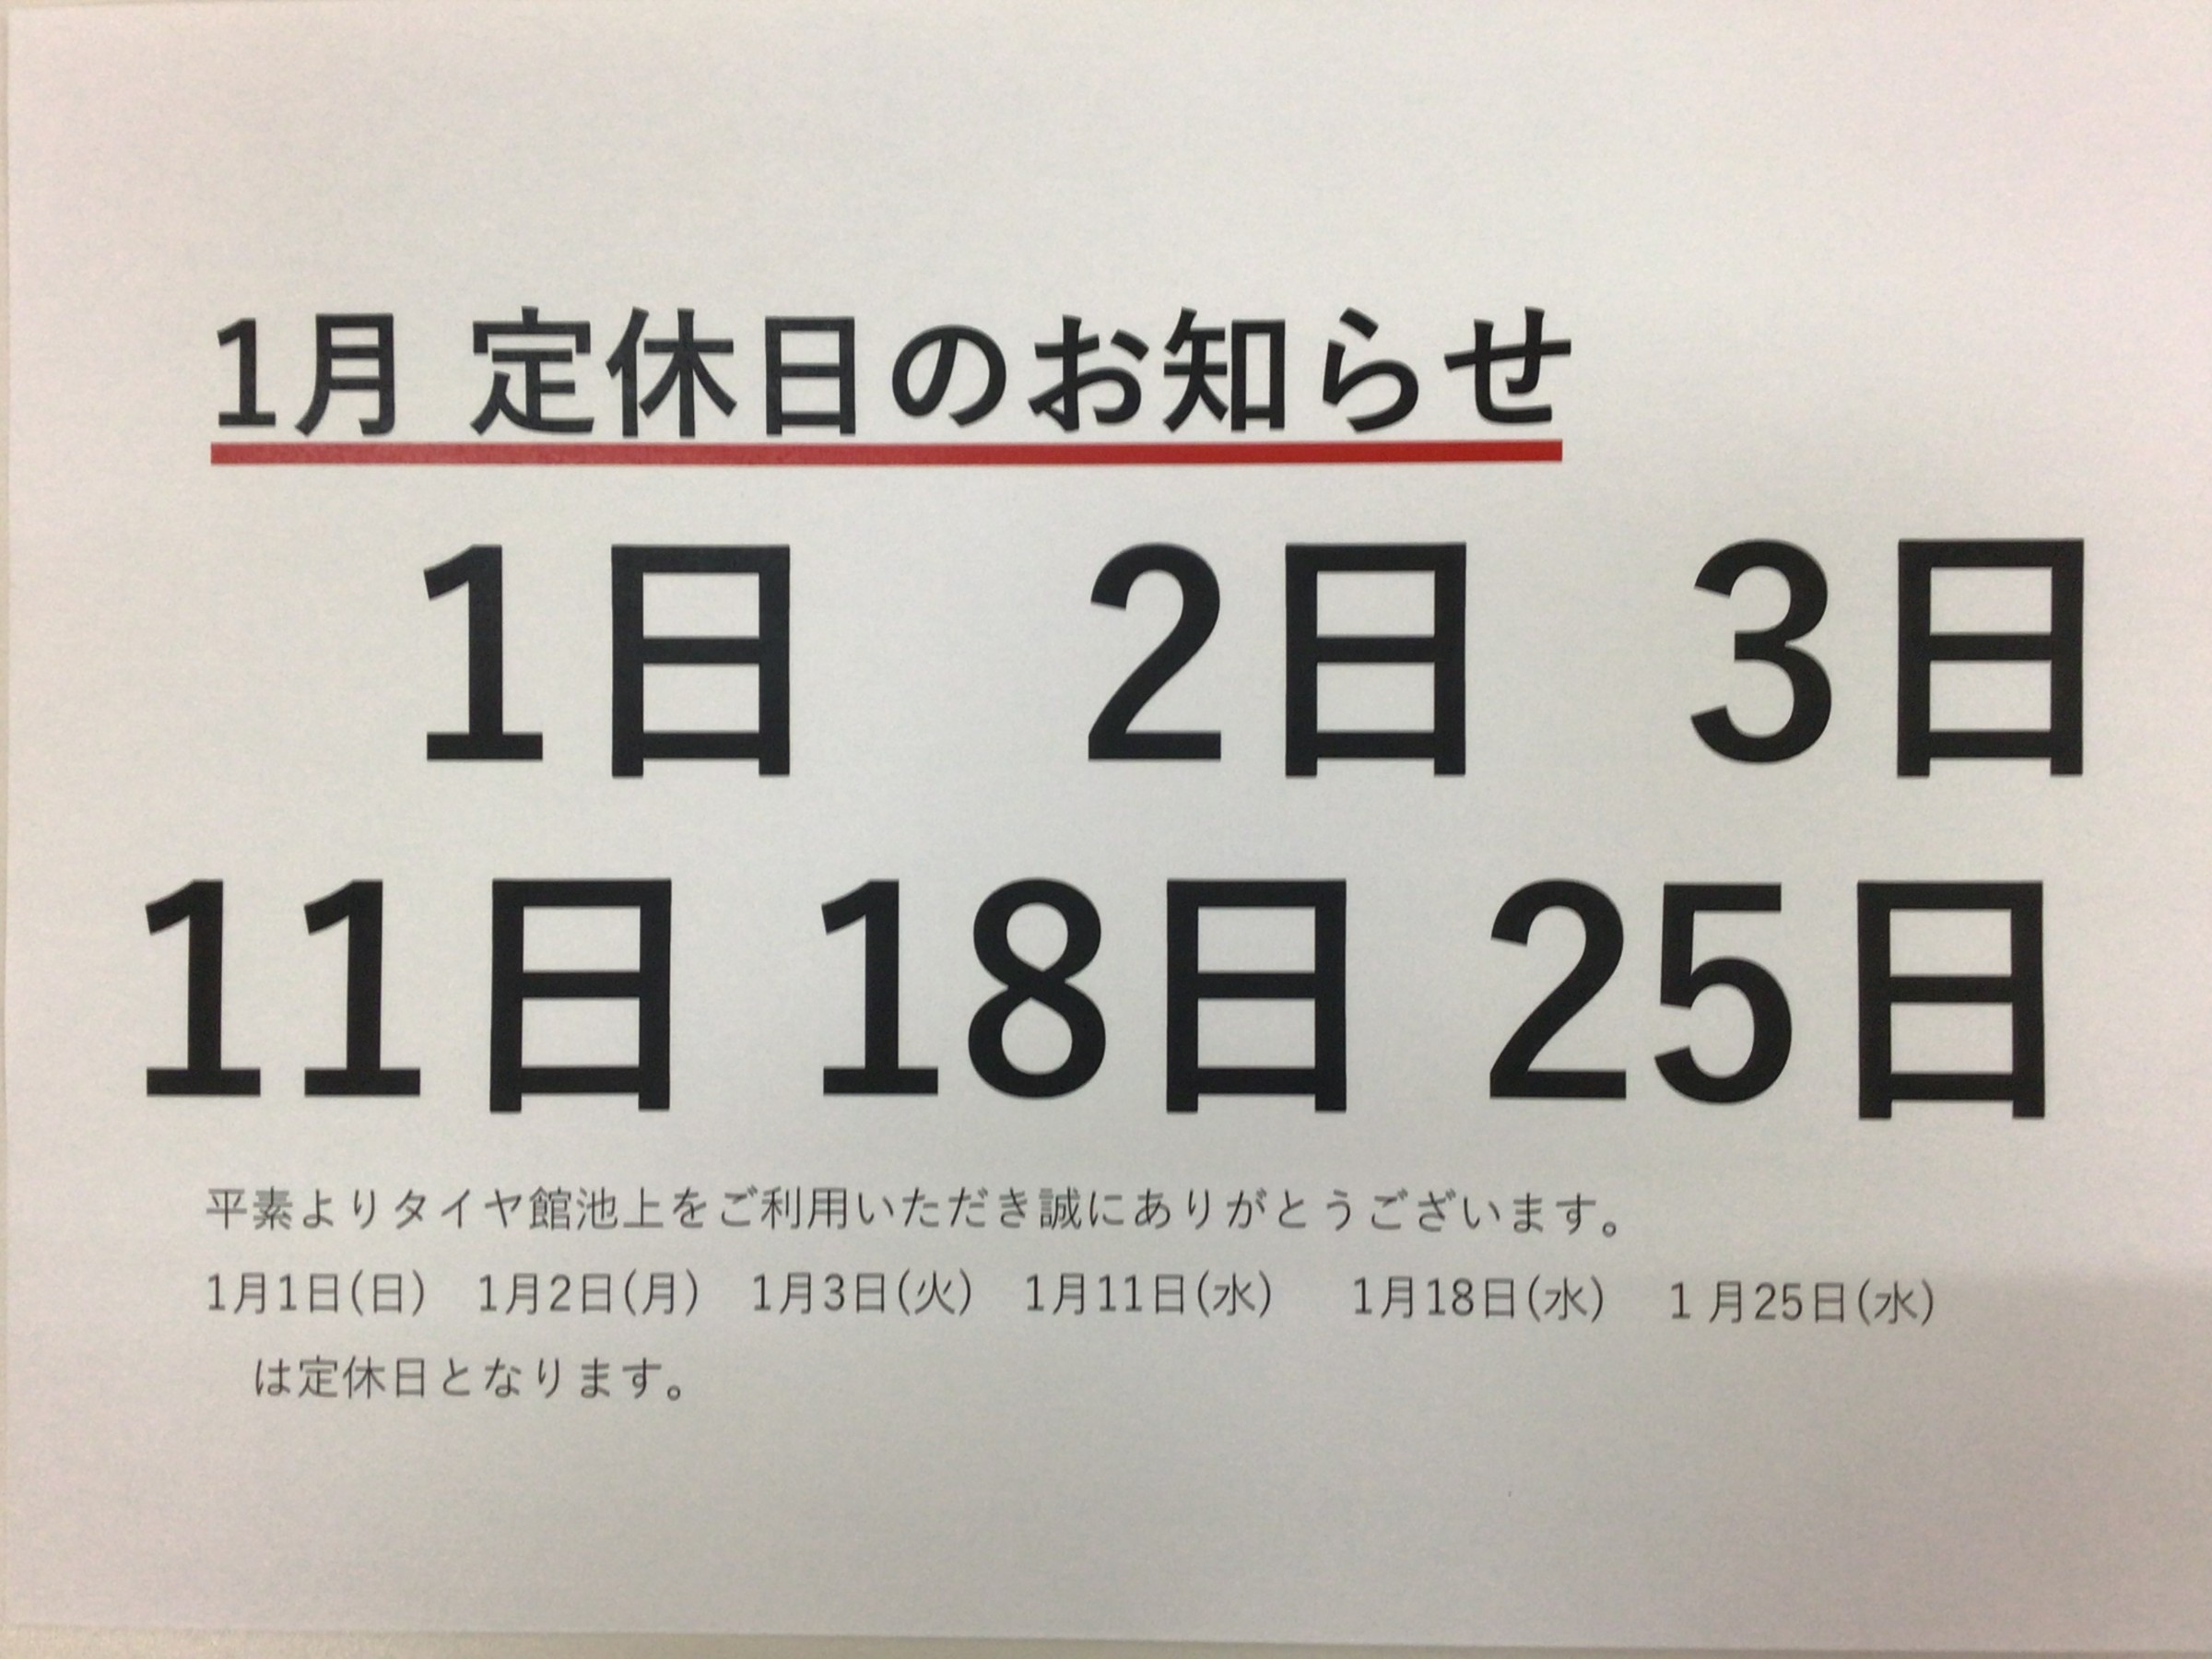 1月 定休日のお知らせ
1日 2日 3日
11日 18日 25日
平素よりタイヤ館池上をご利用いただき誠にありがとうございます。
1月1日(日) 1月2日(月) 1月3日(火) 1月11日(水) 1月18日(水) 1月25日(水)
は定休日となります。